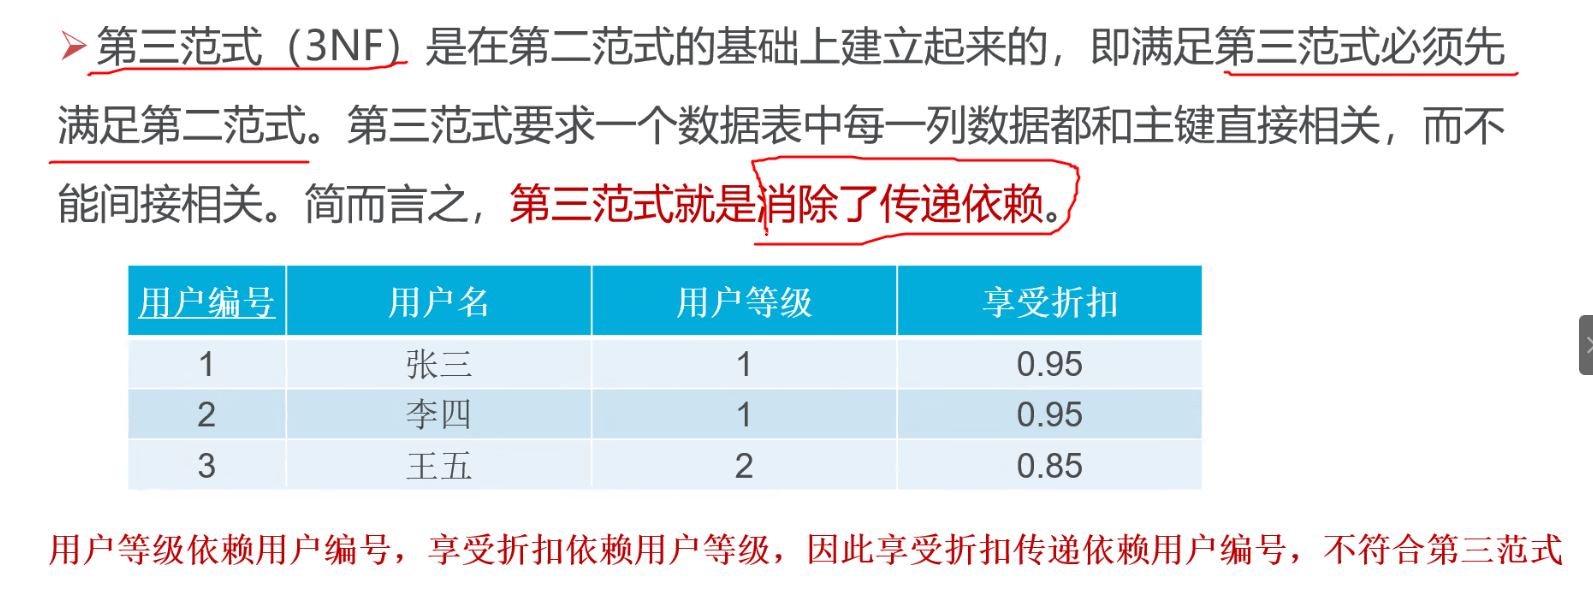 第三范式（3NF）是在第二范式的基础上建立起来的，即满足第三范式必须先
满足第二范式。第三范式要求一个数据表中每一列数据都和主键直接相关，而不
能间接相关。简而言之，第三范式就是消除了传递依赖。
用户编号 用户名 用户等级 享受折扣
1 张三 1 0.95
2 李四 1 0.95
3 王五 2 0.85
用户等级依赖用户编号，享受折扣依赖用户等级，因此享受折扣传递依赖用户编号，不符合第三范式